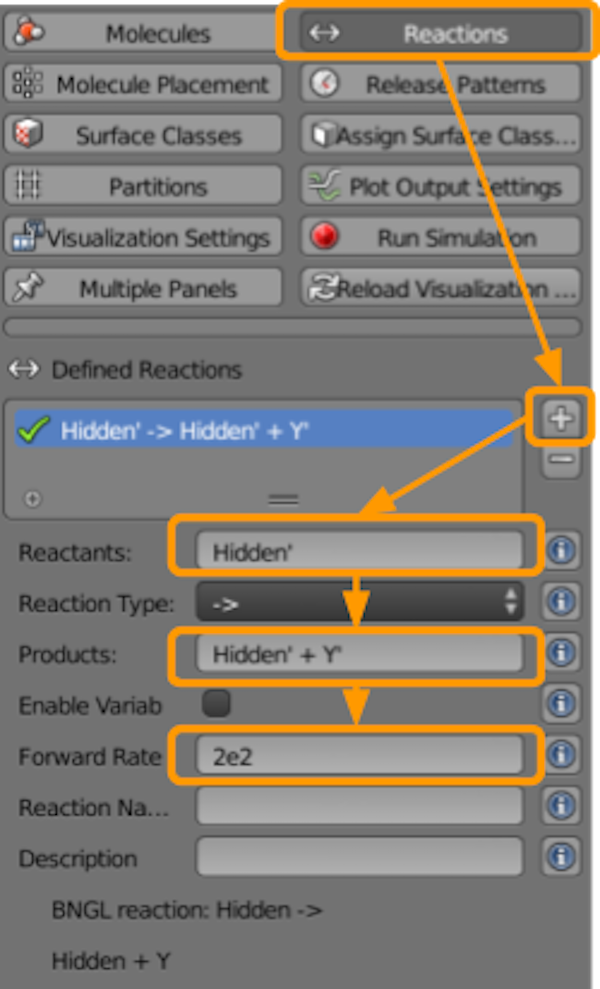 Molecules
Reactions
Molecule Placement
Release Patterns
Surface Classes
Assign Surface Class...
Partitions
Plot Output Settings
Visualization Settings
Run Simulation
Multiple Panels
Reload Visualization ...
Defined Reactions
Hidden' -> Hidden' + Y'
Reactants: Hidden'
Reaction Type: ->
Products: Hidden' + Y'
Enable Variab
Forward Rate 2e2
Reaction Na...
Description
BNGL reaction: Hidden ->
Hidden + Y